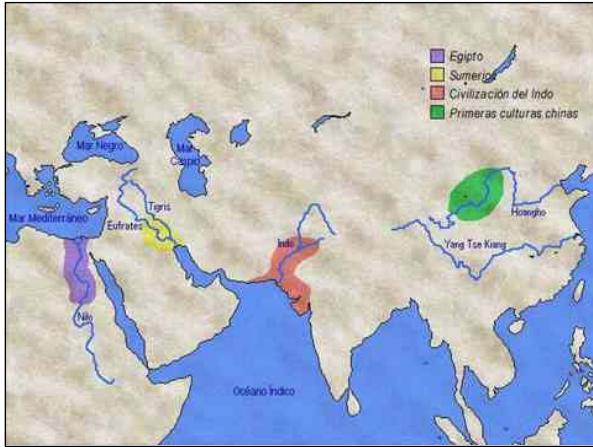 Egipto
Sumerios
Civilización del Indo
Primeras culturas chinas
Mar Negro
Mar
Caspio
Tigris
Mar Mediterráneo
Eufrates
Hoangho
Indo
Yang Tse Kiang
Nilo
Océano Índico